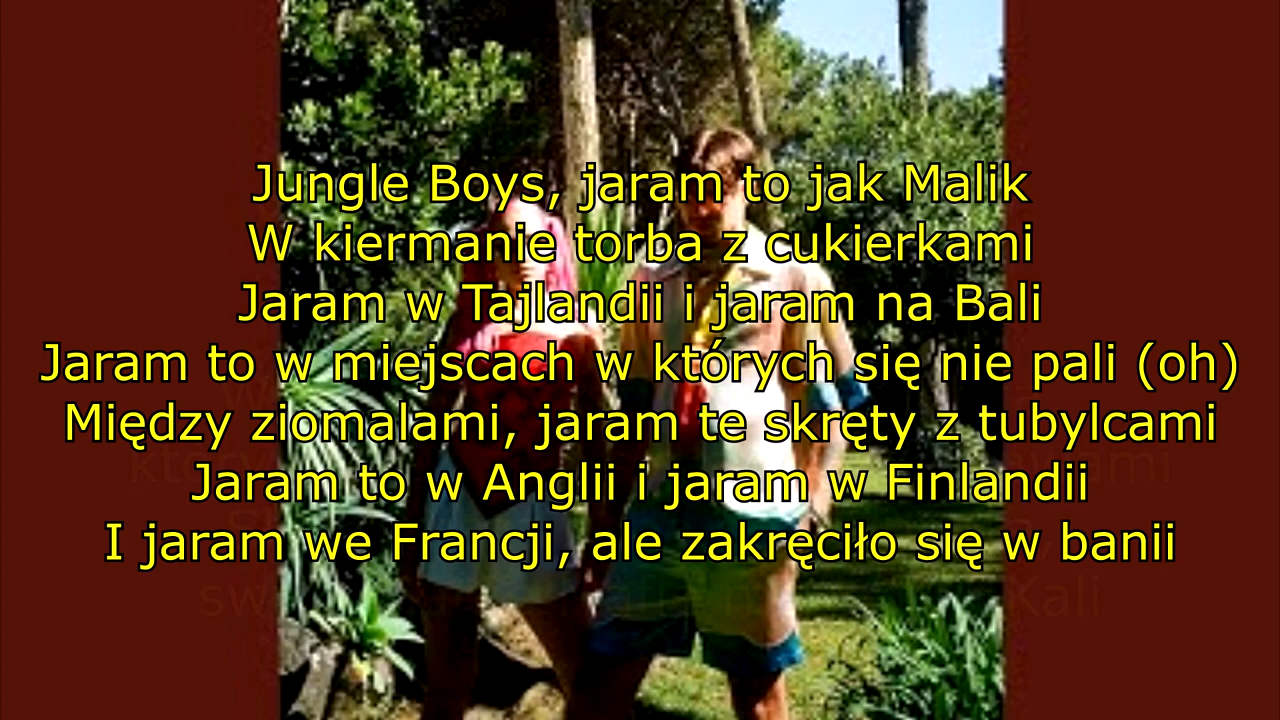 Jungle Boys, jaram to jak Malik
W kiermanie torba z cukierkami
Jaram w Tajlandii i jaram na Bali
Jaram to w miejscach w których się nie pali (oh)
Między ziomalami, jaram te skręty z tubylcami
Jaram to w Anglii i jaram w Finlandii
I jaram we Francji, ale zakręciło się w banii
Kali